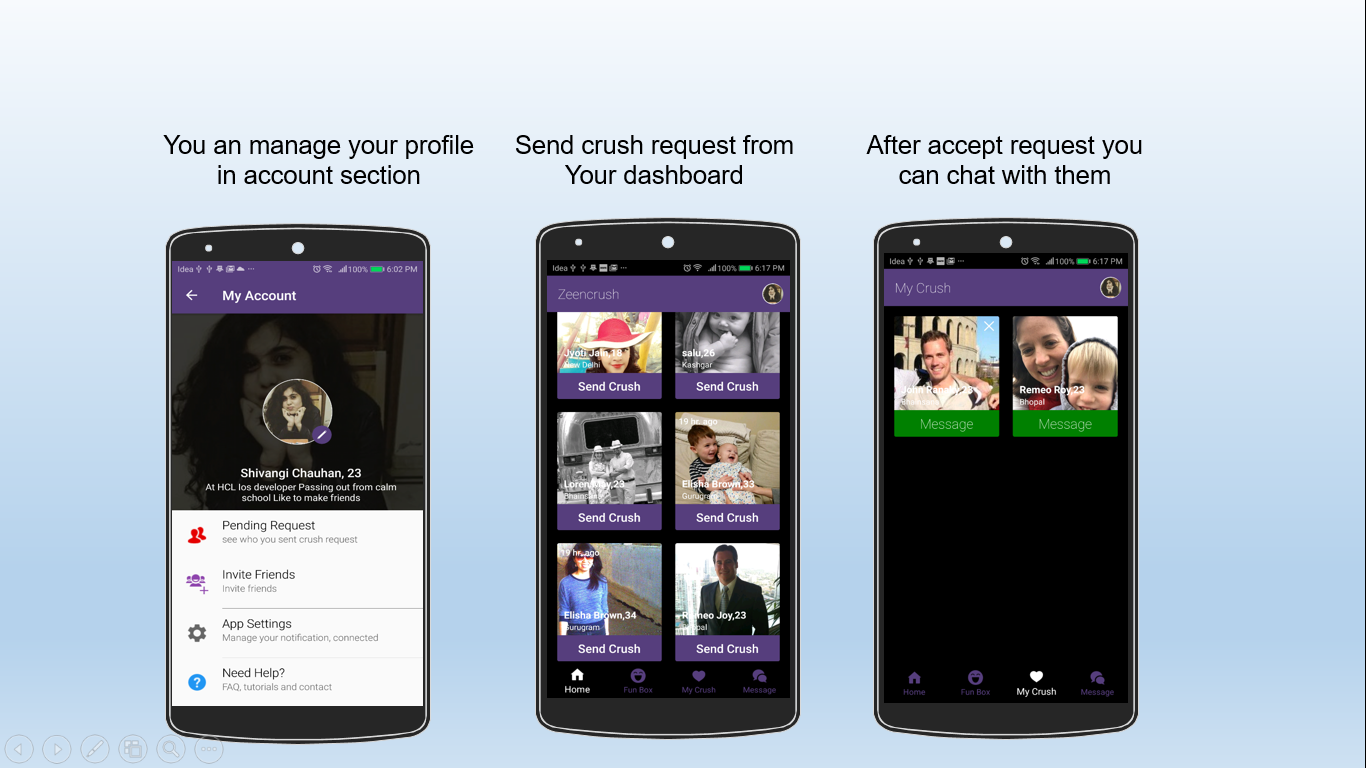 You an manage your profile
in account section
Send crush request from
Your dashboard
After accept request you
can chat with them
Idea
100%
6:02 PM
My Account
Shivangi Chauhan, 23
At HCL Ios developer Passing out from calm
school Like to make friends
Pending Request
see who you sent crush request
Invite Friends
Invite friends
App Settings
Manage your notification, connected
Need Help?
FAQ, tutorials and contact
Idea
100%
6:17 PM
Zeencrush
Jyoti Jain,18
New Delhi
Send Crush
salu,26
Kashgar
Send Crush
Loren May,23
Send Crush
19 hr. ago
Elisha Brown,33
Gurugram
Send Crush
19 hr. ago
Elisha Brown,34
Gurugram
Send Crush
Romeo Joy,23
Bhopal
Send Crush
Home
Fun Box
My Crush
Message
Idea
100%
6:17 PM
My Crush
John
Message
Remeo Roy,23
Bhopal
Message
Home
Fun Box
My Crush
Message